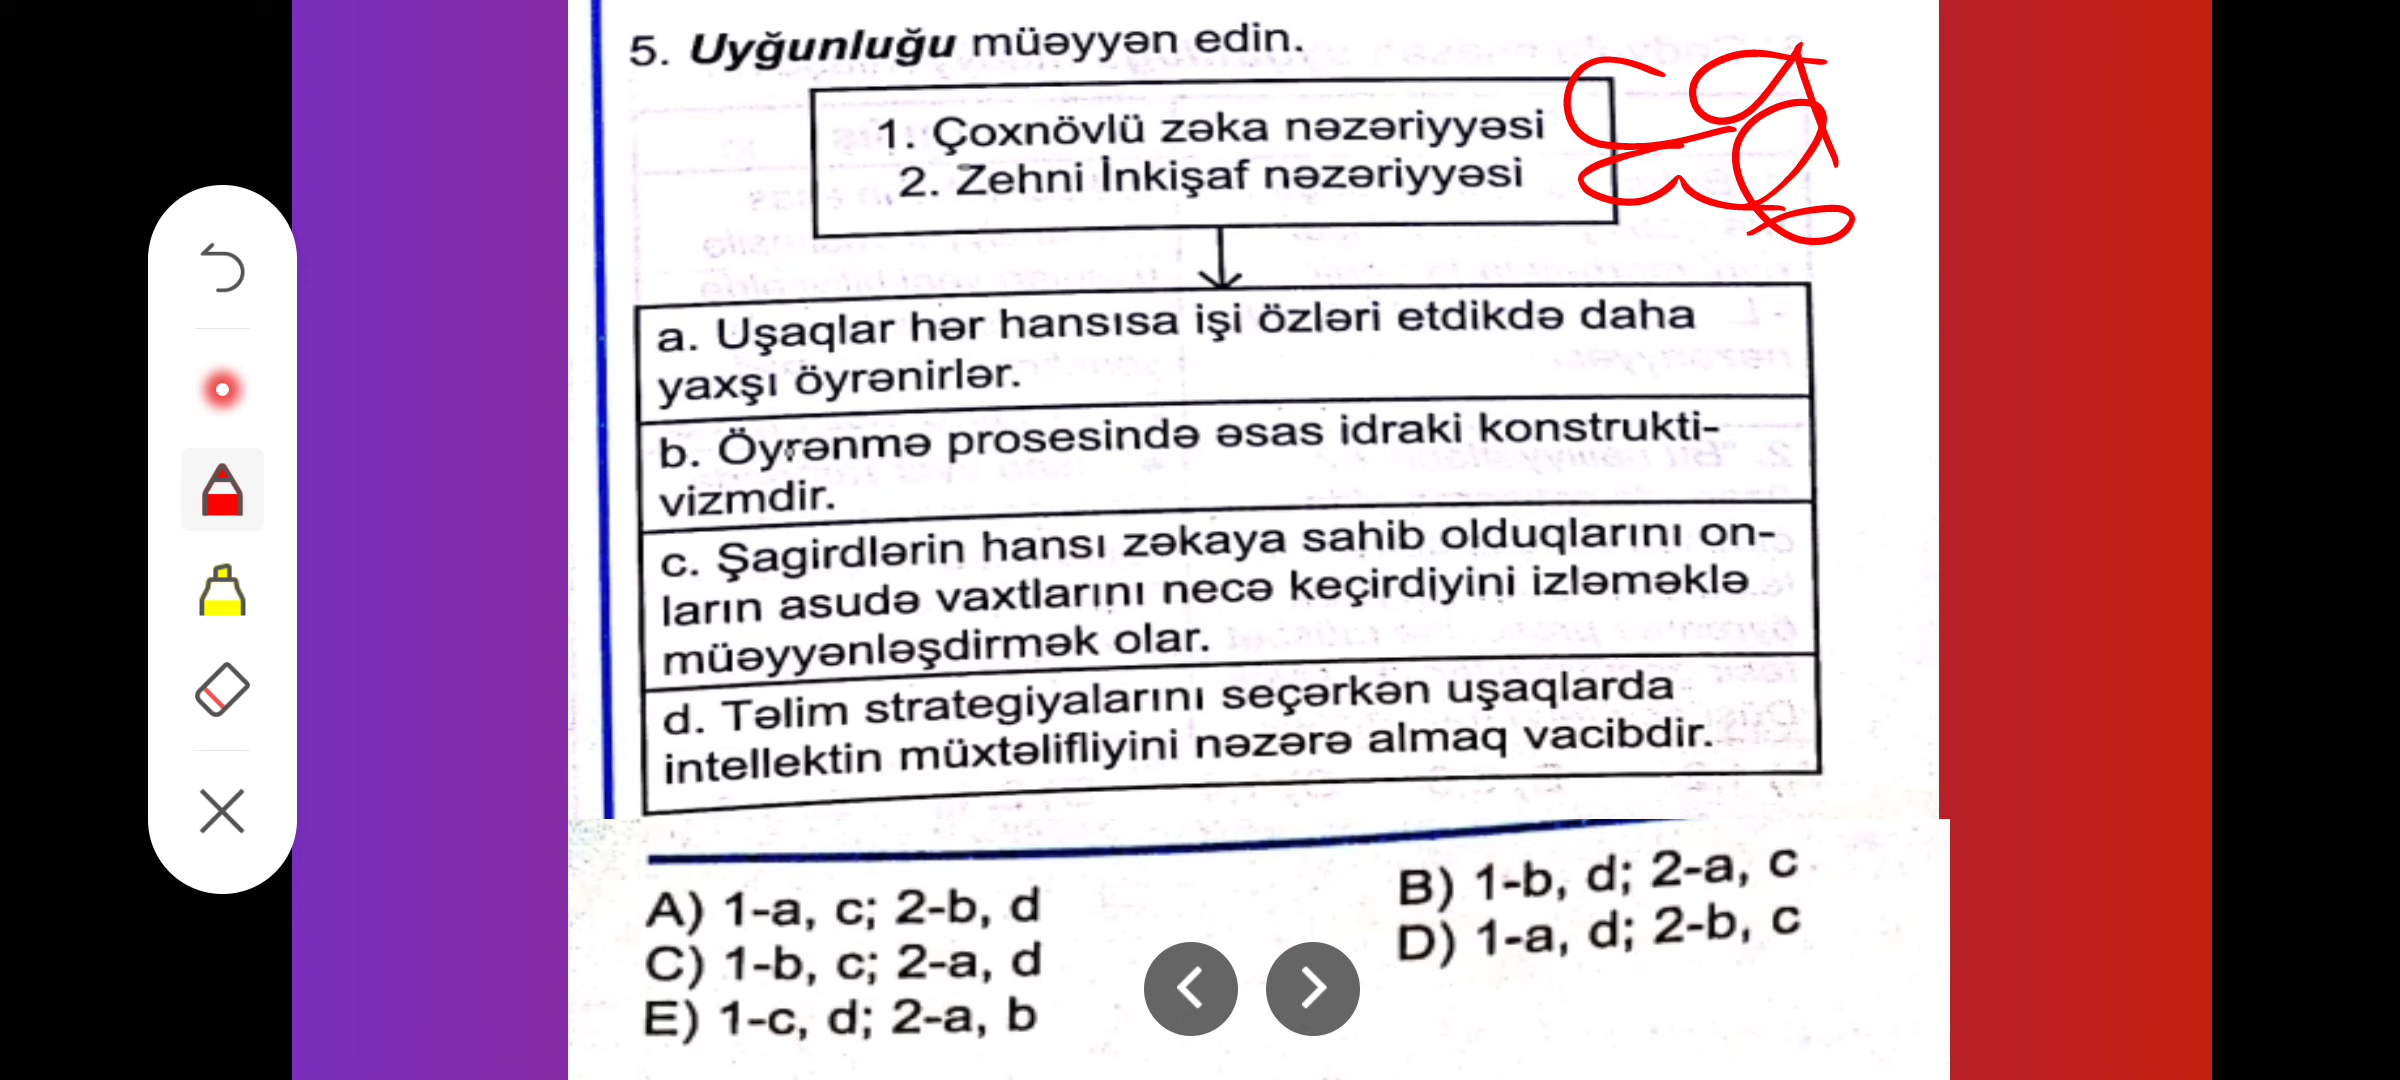 5. Uyğunluğu müəyyən edin.
1. Çoxnövlü zəka nəzəriyyəsi
2. Zehni İnkişaf nəzəriyyəsi
a. Uşaqlar hər hansısa işi özləri etdikdə daha
yaxşı öyrənirlər.
b. Öyrənmə prosesində əsas idraki konstrukti-
vizmdir.
c. Şagirdlərin hansı zəkaya sahib olduqlarını on-
ların asudə vaxtlarını necə keçirdiyini izləməklə
müəyyənləşdirmək olar.
d. Təlim strategiyalarını seçərkən uşaqlarda
intellektin müxtəlifliyini nəzərə almaq vacibdir.
A) 1-a, c; 2-b, d
B) 1-b, d; 2-a, c
C) 1-b, c; 2-a, d
D) 1-a, d; 2-b, c
E) 1-c, d; 2-a, b